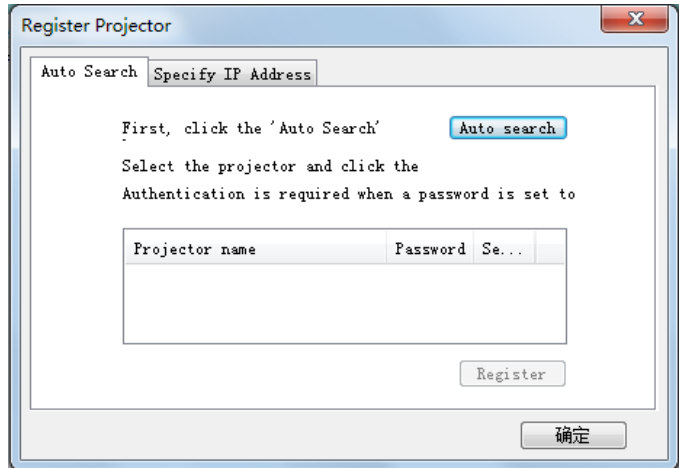 Register Projector
Auto Search Specify IP Address
First, click the 'Auto Search' Auto search
Select the projector and click the
Authentication is required when a password is set to
Projector name Password Se...
Register
确定